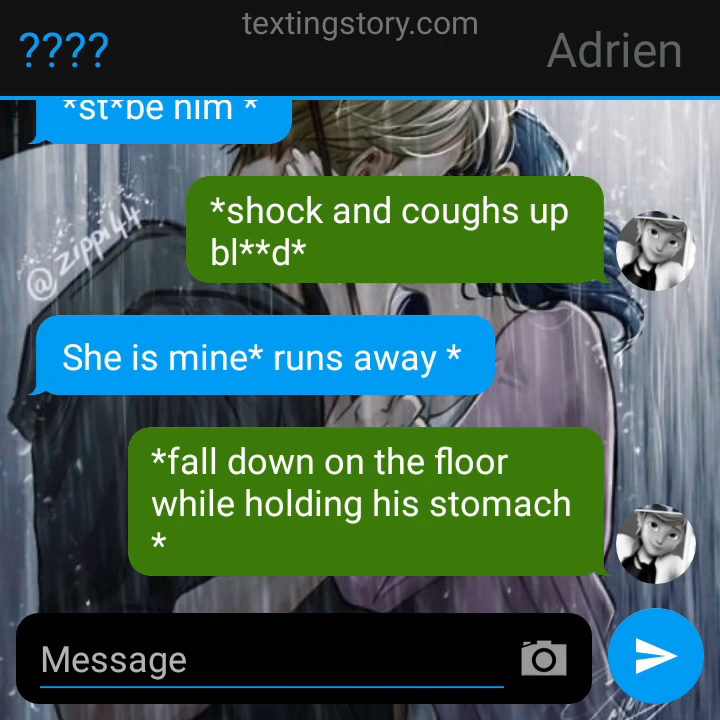 textingstory.com
????
Adrien
*st*be him *
*shock and coughs up
bl**d*
@zippi44
She is mine* runs away *
*fall down on the floor
while holding his stomach
*
Message